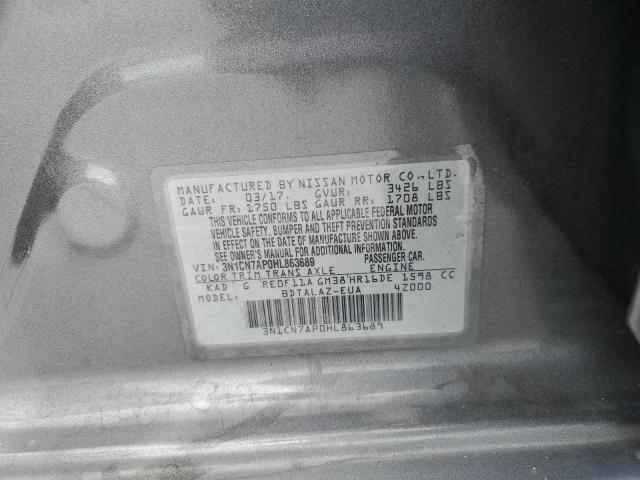 MANUFACTURED BY NISSAN MOTOR CO.,LTD.
DATE: 03/17. GVWR: 3426 LBS
GAWR FR: 1750 LBS GAWR RR: 1708 LBS
THIS VEHICLE CONFORMS TO ALL APPLICABLE FEDERAL MOTOR
VEHICLE SAFETY, BUMPER AND THEFT PREVENTION STANDARDS
IN EFFECT ON THE DATE OF MANUFACTURE SHOWN ABOVE.
SEE OWNER'S MANUAL FOR ADDITIONAL INFORMATION.
VIN: 3N1CN7AP0HL863689 PASSENGER CAR.
COLOR TRIM TRANS AXLE ENGINE
KAD G RE0F11A GM38 HR16DE 1598 CC
MODEL: BDTALAZ-EUA 4Z000
3N1CN7AP0HL863689